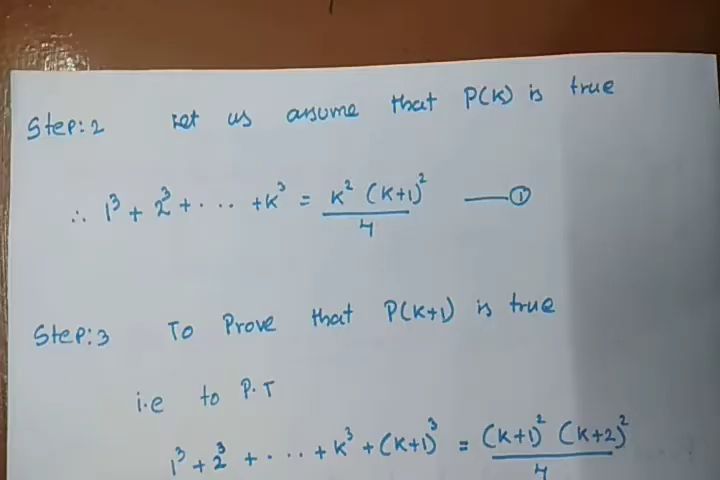 Step:2 Let us assume that P(k) is true
∴ 1³ + 2³ + · · · · + k³ = k² (k+1)² / 4 —— ①
Step:3 To Prove that P(k+1) is true
i.e to P.T
1³ + 2³ + · · · · + k³ + (k+1)³ = (k+1)² (k+2)² / 4